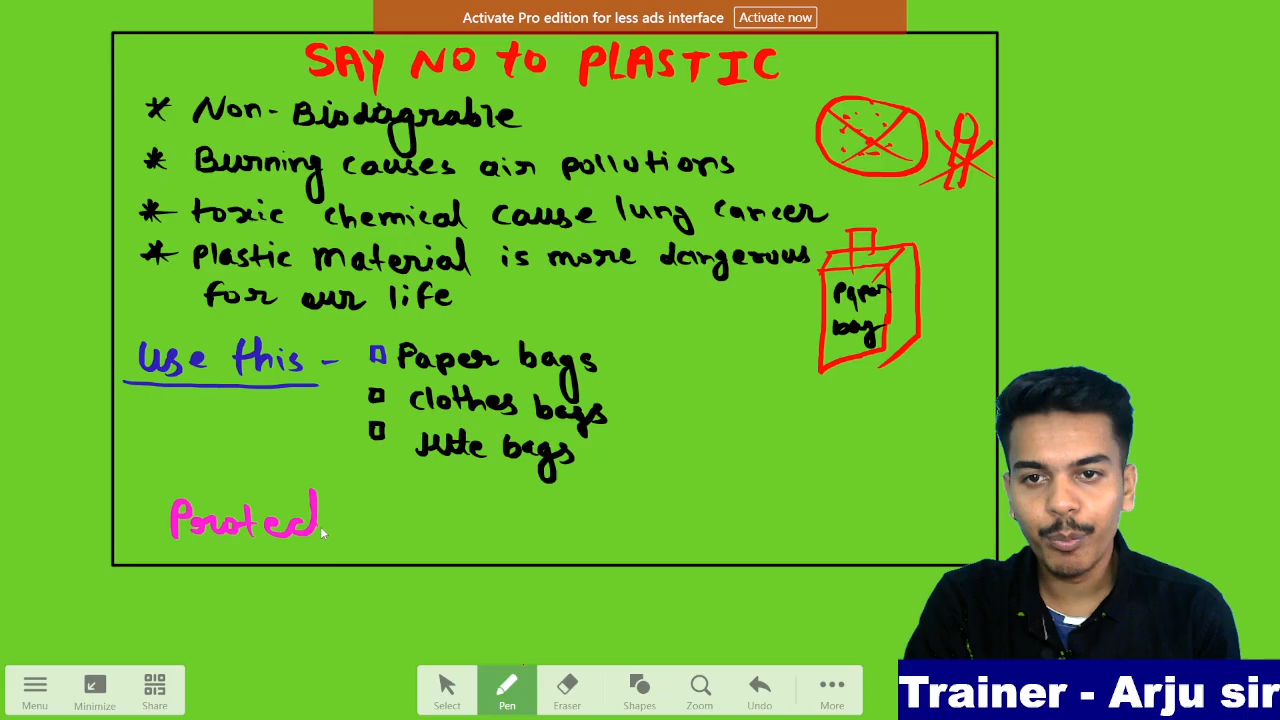 Activate Pro edition for less ads interface Activate now
SAY NO to PLASTIC
* Non-Biodagrable
* Burning causes air pollutions
* toxic chemical cause lung cancer
* plastic material is more dangerous
for our life
Use this - Paper bags
clothes bags
Jute bags
Paper
bag
Protect
Menu Minimize Share Select Pen Eraser Shapes Zoom Undo More
Trainer - Arju sir